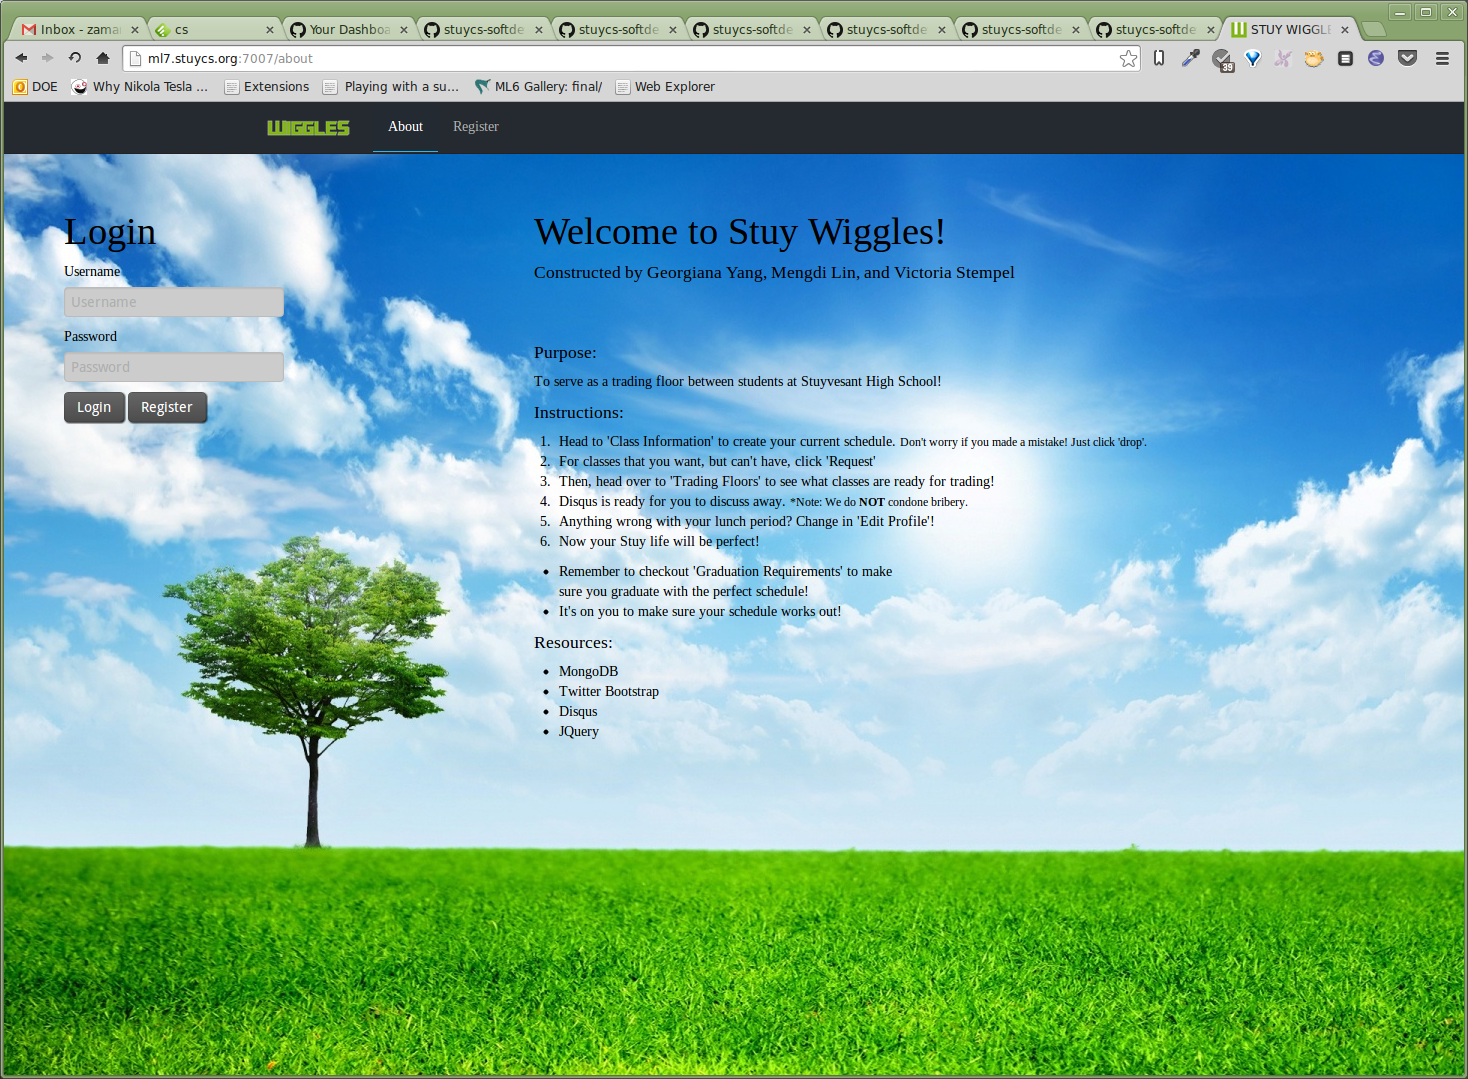 Inbox - zama
cs
Your Dashboa
stuycs-softde
stuycs-softde
stuycs-softde
stuycs-softde
stuycs-softde
stuycs-softde
STUY WIGGLE
ml7.stuycs.org:7007/about
39
DOE
Why Nikola Tesla ...
Extensions
Playing with a su...
ML6 Gallery: final/
Web Explorer
WIGGLES
About
Register
Login
Username
Username
Password
Password
Login
Register
Welcome to Stuy Wiggles!
Constructed by Georgiana Yang, Mengdi Lin, and Victoria Stempel
Purpose:
To serve as a trading floor between students at Stuyvesant High School!
Instructions:
1. Head to 'Class Information' to create your current schedule. Don't worry if you made a mistake! Just click 'drop'.
2. For classes that you want, but can't have, click 'Request'
3. Then, head over to 'Trading Floors' to see what classes are ready for trading!
4. Disqus is ready for you to discuss away. *Note: We do NOT condone bribery.
5. Anything wrong with your lunch period? Change in 'Edit Profile'!
6. Now your Stuy life will be perfect!
• Remember to checkout 'Graduation Requirements' to make
sure you graduate with the perfect schedule!
• It's on you to make sure your schedule works out!
Resources:
• MongoDB
• Twitter Bootstrap
• Disqus
• JQuery